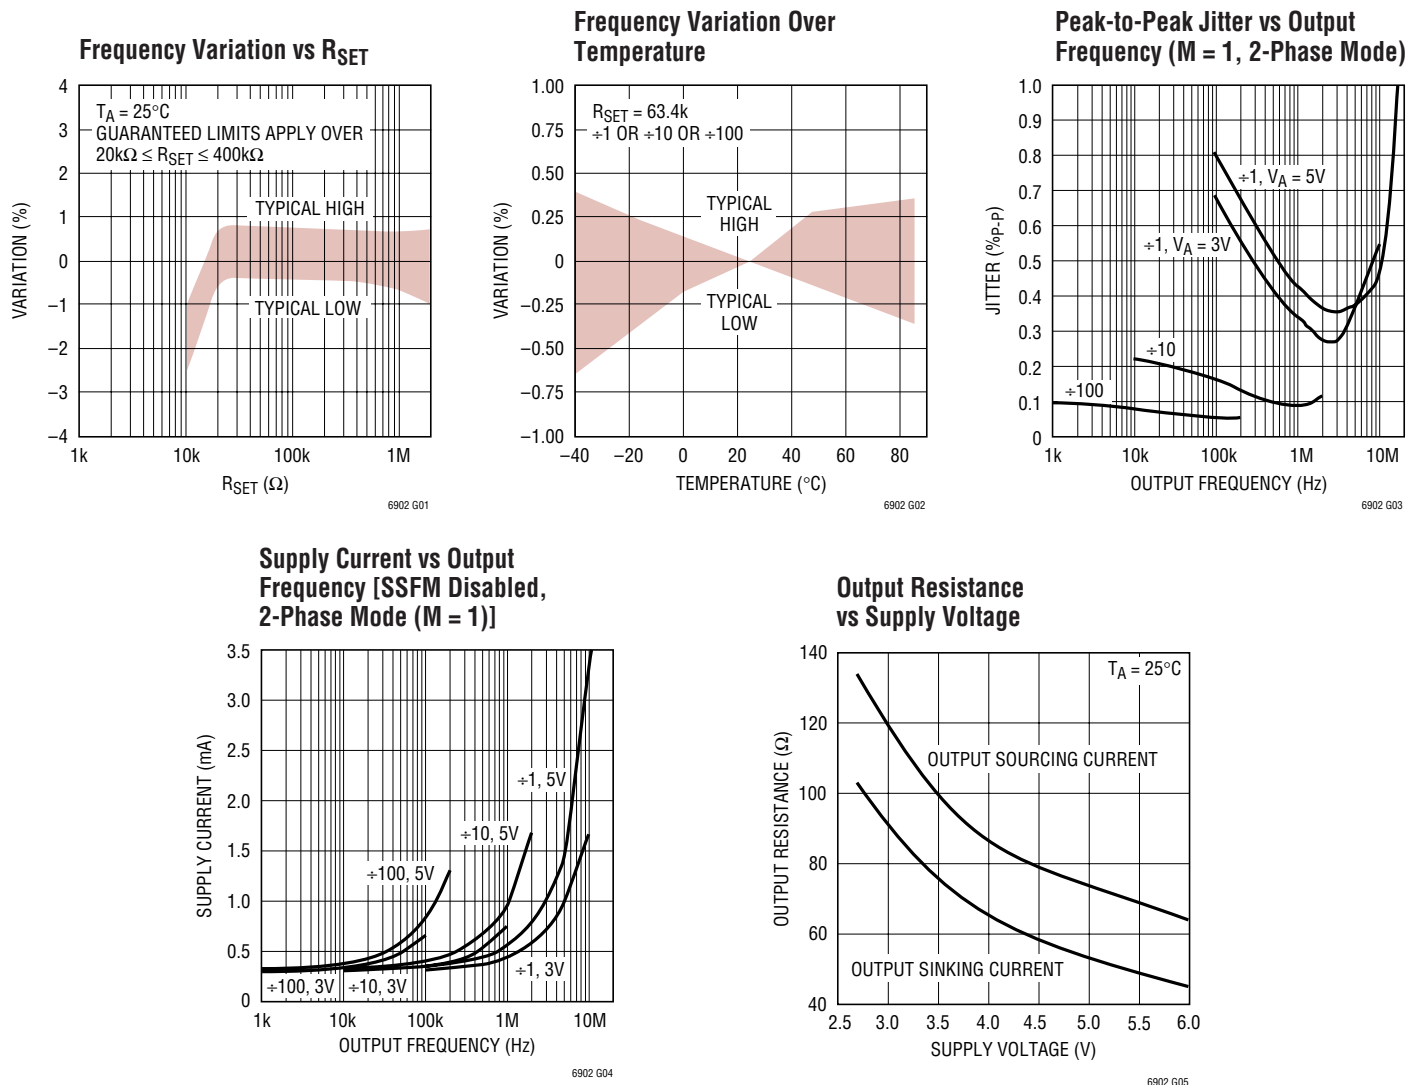 Frequency Variation vs RSET
4
3
2
1
0
–1
–2
–3
–4
VARIATION (%)
TA = 25°C
GUARANTEED LIMITS APPLY OVER
20kΩ ≤ RSET ≤ 400kΩ
TYPICAL HIGH
TYPICAL LOW
1k
10k
100k
1M
RSET (Ω)
6902 G01
Frequency Variation Over
Temperature
1.00
0.75
0.50
0.25
0
–0.25
–0.50
–0.75
–1.00
VARIATION (%)
RSET = 63.4k
÷1 OR ÷10 OR ÷100
TYPICAL
HIGH
TYPICAL
LOW
–40
–20
0
20
40
60
80
TEMPERATURE (°C)
6902 G02
Peak-to-Peak Jitter vs Output
Frequency (M = 1, 2-Phase Mode)
1.0
0.9
0.8
0.7
0.6
0.5
0.4
0.3
0.2
0.1
0
JITTER (%P-P)
÷1, VA = 5V
÷1, VA = 3V
÷10
÷100
1k
10k
100k
1M
10M
OUTPUT FREQUENCY (Hz)
6902 G03
Supply Current vs Output
Frequency [SSFM Disabled,
2-Phase Mode (M = 1)]
3.5
3.0
2.5
2.0
1.5
1.0
0.5
0
SUPPLY CURRENT (mA)
÷1, 5V
÷10, 5V
÷100, 5V
÷1, 3V
÷100, 3V
÷10, 3V
1k
10k
100k
1M
10M
OUTPUT FREQUENCY (Hz)
6902 G04
Output Resistance
vs Supply Voltage
140
120
100
80
60
40
OUTPUT RESISTANCE (Ω)
TA = 25°C
OUTPUT SOURCING CURRENT
OUTPUT SINKING CURRENT
2.5
3.0
3.5
4.0
4.5
5.0
5.5
6.0
SUPPLY VOLTAGE (V)
6902 G05